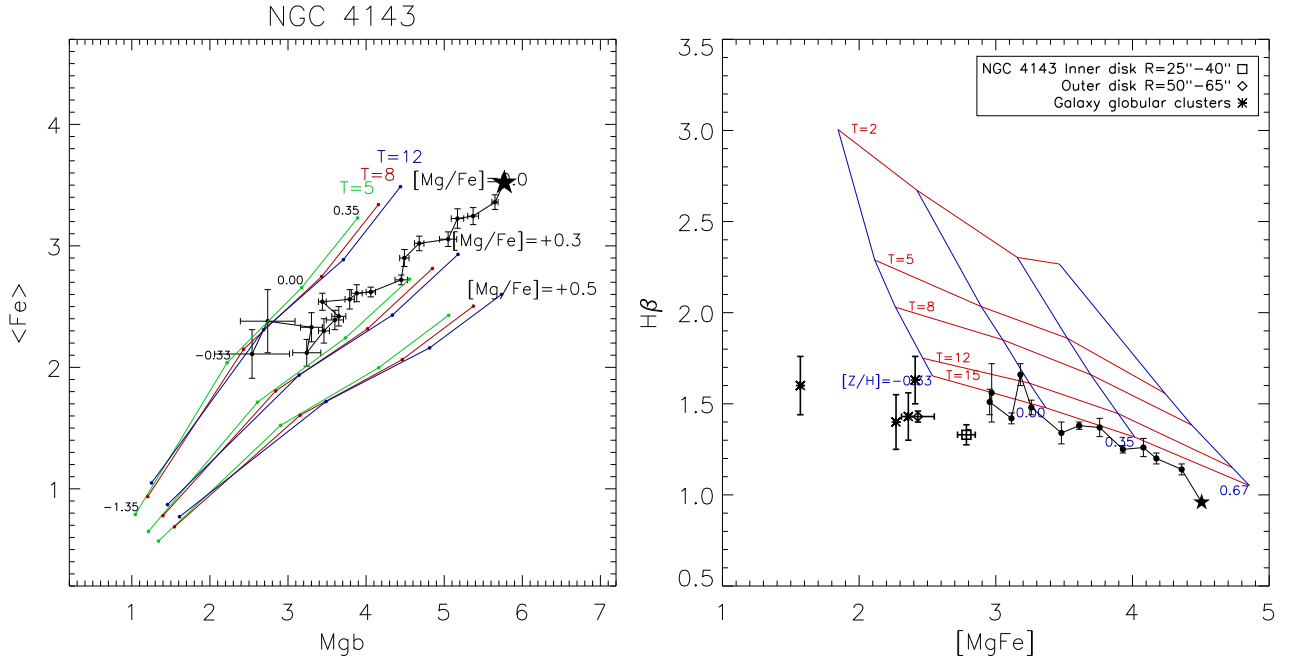 NGC 4143
4
3
2
1
<Fe>
1 2 3 4 5 6 7
Mgb
T=12
T=8
T=5
[Mg/Fe]=0.0
[Mg/Fe]=+0.3
[Mg/Fe]=+0.5
0.35
0.00
−0.33
−1.35
3.5
3.0
2.5
2.0
1.5
1.0
0.5
Hβ
1 2 3 4 5
[MgFe]
NGC 4143 Inner disk R=25"−40"
Outer disk R=50"−65"
Galaxy globular clusters
T=2
T=5
T=8
T=12
T=15
[Z/H]=−0.33
0.00
0.35
0.67